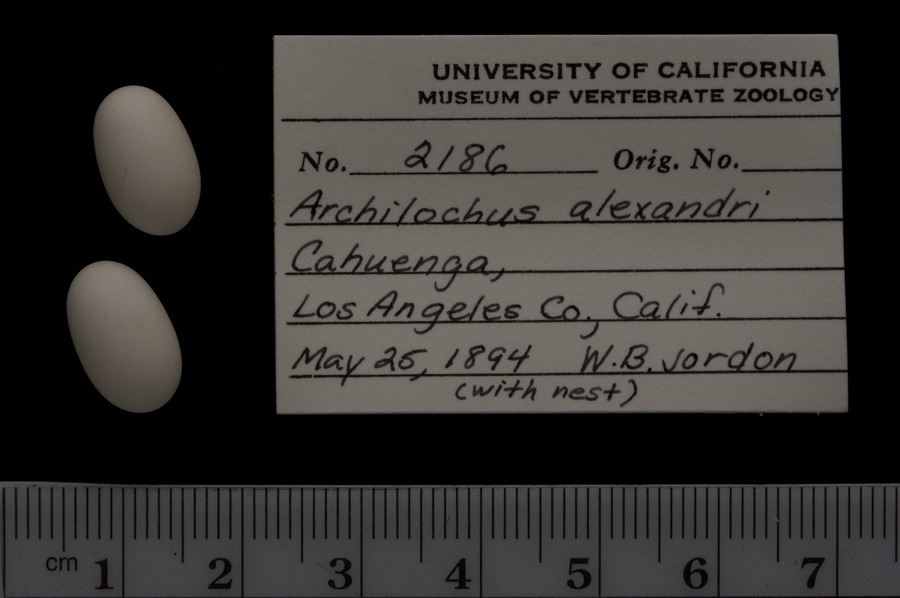 UNIVERSITY OF CALIFORNIA
MUSEUM OF VERTEBRATE ZOOLOGY
No. 2186 Orig. No.
Archilochus alexandri
Cahuenga,
Los Angeles Co., Calif.
May 25, 1894 W.B. Jordon
(with nest)
cm 1 2 3 4 5 6 7